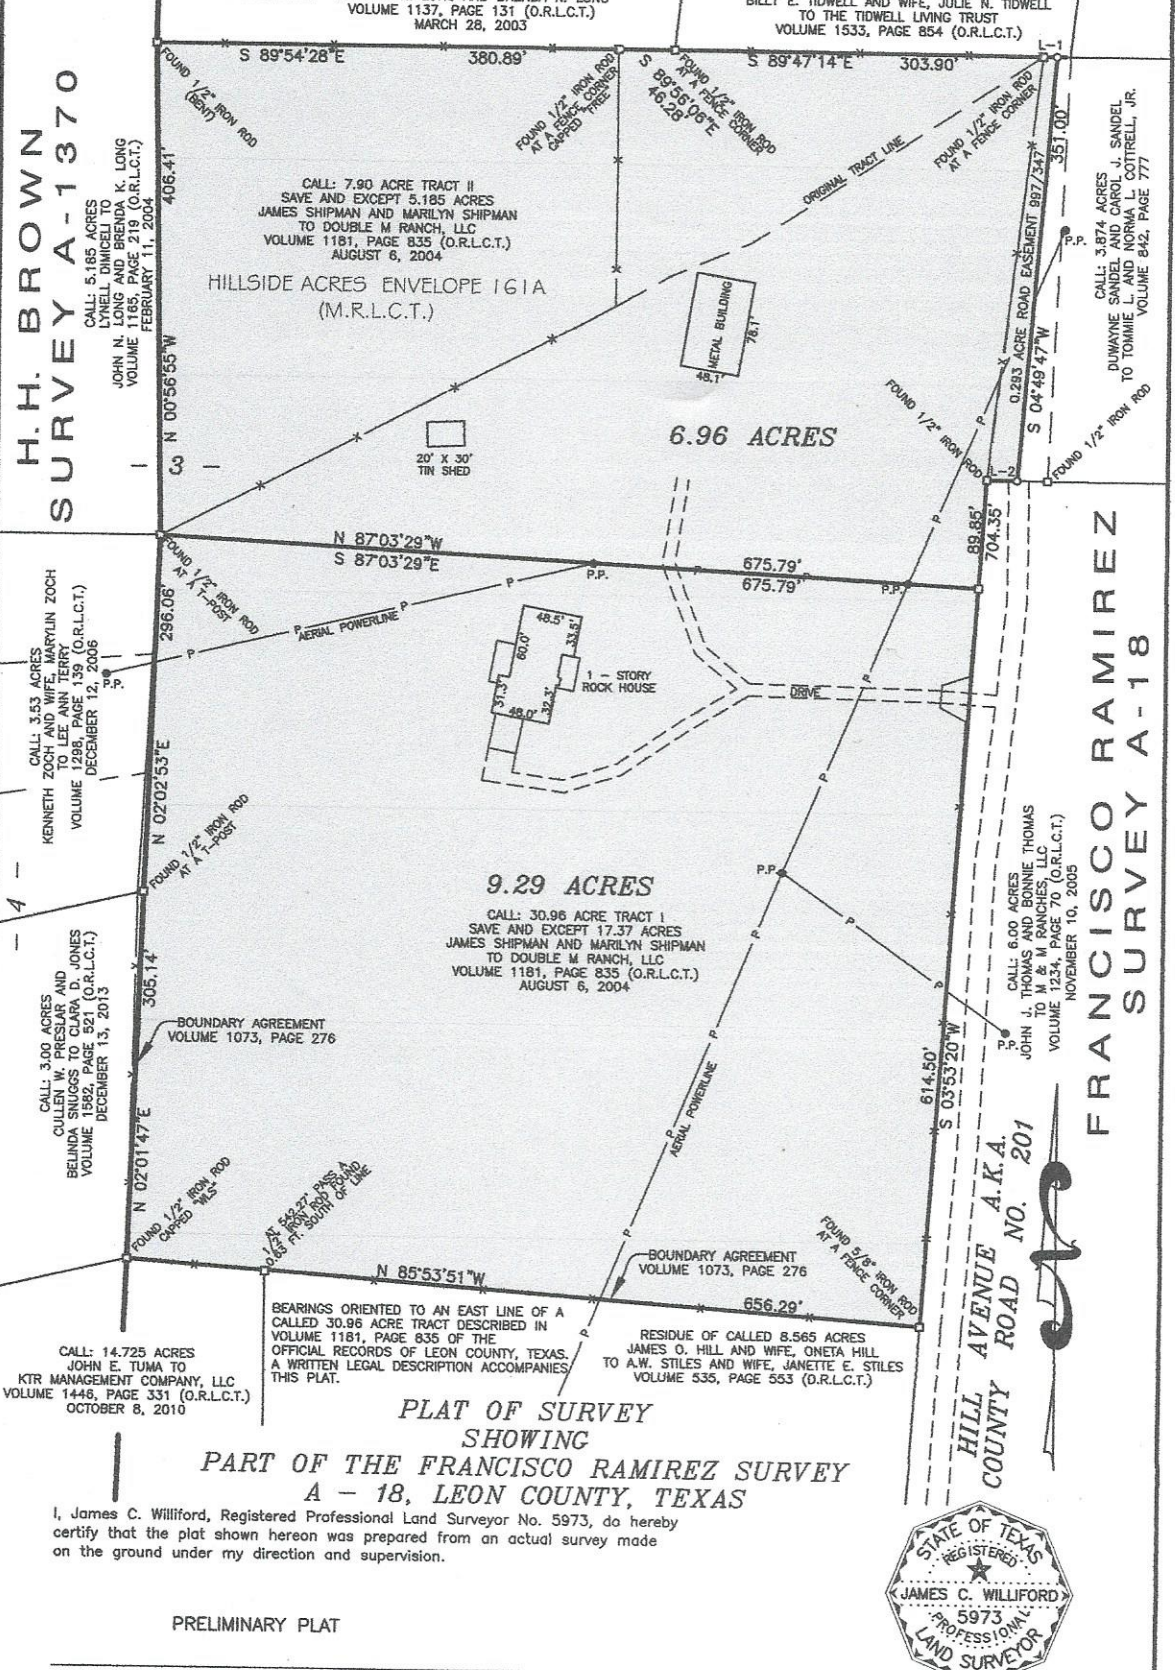 VOLUME 1137, PAGE 131 (O.R.L.C.T.)
MARCH 28, 2003
BILLY E. TIDWELL AND WIFE, JULIE N. TIDWELL
TO THE TIDWELL LIVING TRUST
VOLUME 1533, PAGE 854 (O.R.L.C.T.)
L-1
S 89°54'28"E
380.89'
S 89°56'06"E
46.28'
S 89°47'14"E
303.90'
FOUND 1/2" IRON ROD
(BENT)
FOUND 1/2" IRON ROD
AT A FENCE CORNER
CAPPED "FREE"
FOUND 1/2" IRON ROD
AT A FENCE CORNER
FOUND 1/2" IRON ROD
AT A FENCE CORNER
H.H. BROWN
SURVEY A-1370
CALL: 5.185 ACRES
LYNELL DIMICELI TO
JOHN N. LONG AND BRENDA K. LONG
VOLUME 1165, PAGE 219 (O.R.L.C.T.)
FEBRUARY 11, 2004
406.41'
N 00°56'55"W
- 3 -
CALL: 7.90 ACRE TRACT II
SAVE AND EXCEPT 5.185 ACRES
JAMES SHIPMAN AND MARILYN SHIPMAN
TO DOUBLE M RANCH, LLC
VOLUME 1181, PAGE 835 (O.R.L.C.T.)
AUGUST 6, 2004
HILLSIDE ACRES ENVELOPE 161A
(M.R.L.C.T.)
ORIGINAL TRACT LINE
METAL BUILDING
78.1'
48.1'
0.293 ACRE ROAD EASEMENT 997/347
351.00'
S 04°49'47"W
P.P.
CALL: 3.874 ACRES
DUWAYNE SANDEL AND CAROL J. SANDEL
TO TOMMIE L. AND NORMA L. COTTRELL, JR.
VOLUME 842, PAGE 777
FOUND 1/2" IRON ROD
FOUND 1/2" IRON ROD
L-2
20' X 30'
TIN SHED
6.96 ACRES
P
P
89.85'
704.35'
N 87°03'29"W
S 87°03'29"E
675.79'
675.79'
P.P.
P.P.
FOUND 1/2" IRON ROD
AT A T-POST
296.06'
P
P
P
AERIAL POWERLINE
P.P.
CALL: 3.53 ACRES
KENNETH ZOCH AND WIFE, MARYLIN ZOCH
TO LEE ANN TERRY
VOLUME 1298, PAGE 139 (O.R.L.C.T.)
DECEMBER 12, 2006
N 02°02'53"E
48.5'
33.5'
60.0'
31.3'
32.3'
48.0'
1 - STORY
ROCK HOUSE
DRIVE
P
P
FRANCISCO RAMIREZ
SURVEY A-18
FOUND 1/2" IRON ROD
AT A T-POST
- 4 -
9.29 ACRES
CALL: 30.96 ACRE TRACT I
SAVE AND EXCEPT 17.37 ACRES
JAMES SHIPMAN AND MARILYN SHIPMAN
TO DOUBLE M RANCH, LLC
VOLUME 1181, PAGE 835 (O.R.L.C.T.)
AUGUST 6, 2004
P.P.
P
P
P
P.P.
CALL: 6.00 ACRES
JOHN J. THOMAS AND BONNIE THOMAS
TO M & M RANCHES, LLC
VOLUME 1234, PAGE 70 (O.R.L.C.T.)
NOVEMBER 10, 2005
CALL: 3.00 ACRES
CULLEN W. PRESLAR AND
BELINDA SNUGGS TO CLARA D. JONES
VOLUME 1582, PAGE 521 (O.R.L.C.T.)
DECEMBER 13, 2013
305.14'
BOUNDARY AGREEMENT
VOLUME 1073, PAGE 276
N 02°01'47"E
P
P
AERIAL POWERLINE
614.50'
S 03°53'20"W
FOUND 1/2" IRON ROD
CAPPED "WLS"
AT 542.27' PASS A
1/2" IRON ROD FOUND
0.63 FT. SOUTH OF LINE
N 85°53'51"W
656.29'
P
BOUNDARY AGREEMENT
VOLUME 1073, PAGE 276
FOUND 5/8" IRON ROD
AT A FENCE CORNER
P
HILL AVENUE A.K.A.
COUNTY ROAD NO. 201
BEARINGS ORIENTED TO AN EAST LINE OF A
CALLED 30.96 ACRE TRACT DESCRIBED IN
VOLUME 1181, PAGE 835 OF THE
OFFICIAL RECORDS OF LEON COUNTY, TEXAS.
A WRITTEN LEGAL DESCRIPTION ACCOMPANIES
THIS PLAT.
RESIDUE OF CALLED 8.565 ACRES
JAMES O. HILL AND WIFE, ONETA HILL
TO A.W. STILES AND WIFE, JANETTE E. STILES
VOLUME 535, PAGE 553 (D.R.L.C.T.)
CALL: 14.725 ACRES
JOHN E. TUMA TO
KTR MANAGEMENT COMPANY, LLC
VOLUME 1446, PAGE 331 (O.R.L.C.T.)
OCTOBER 8, 2010
PLAT OF SURVEY
SHOWING
PART OF THE FRANCISCO RAMIREZ SURVEY
A - 18, LEON COUNTY, TEXAS
I, James C. Williford, Registered Professional Land Surveyor No. 5973, do hereby
certify that the plat shown hereon was prepared from an actual survey made
on the ground under my direction and supervision.
PRELIMINARY PLAT
STATE OF TEXAS
REGISTERED
JAMES C. WILLIFORD
5973
PROFESSIONAL
LAND SURVEYOR